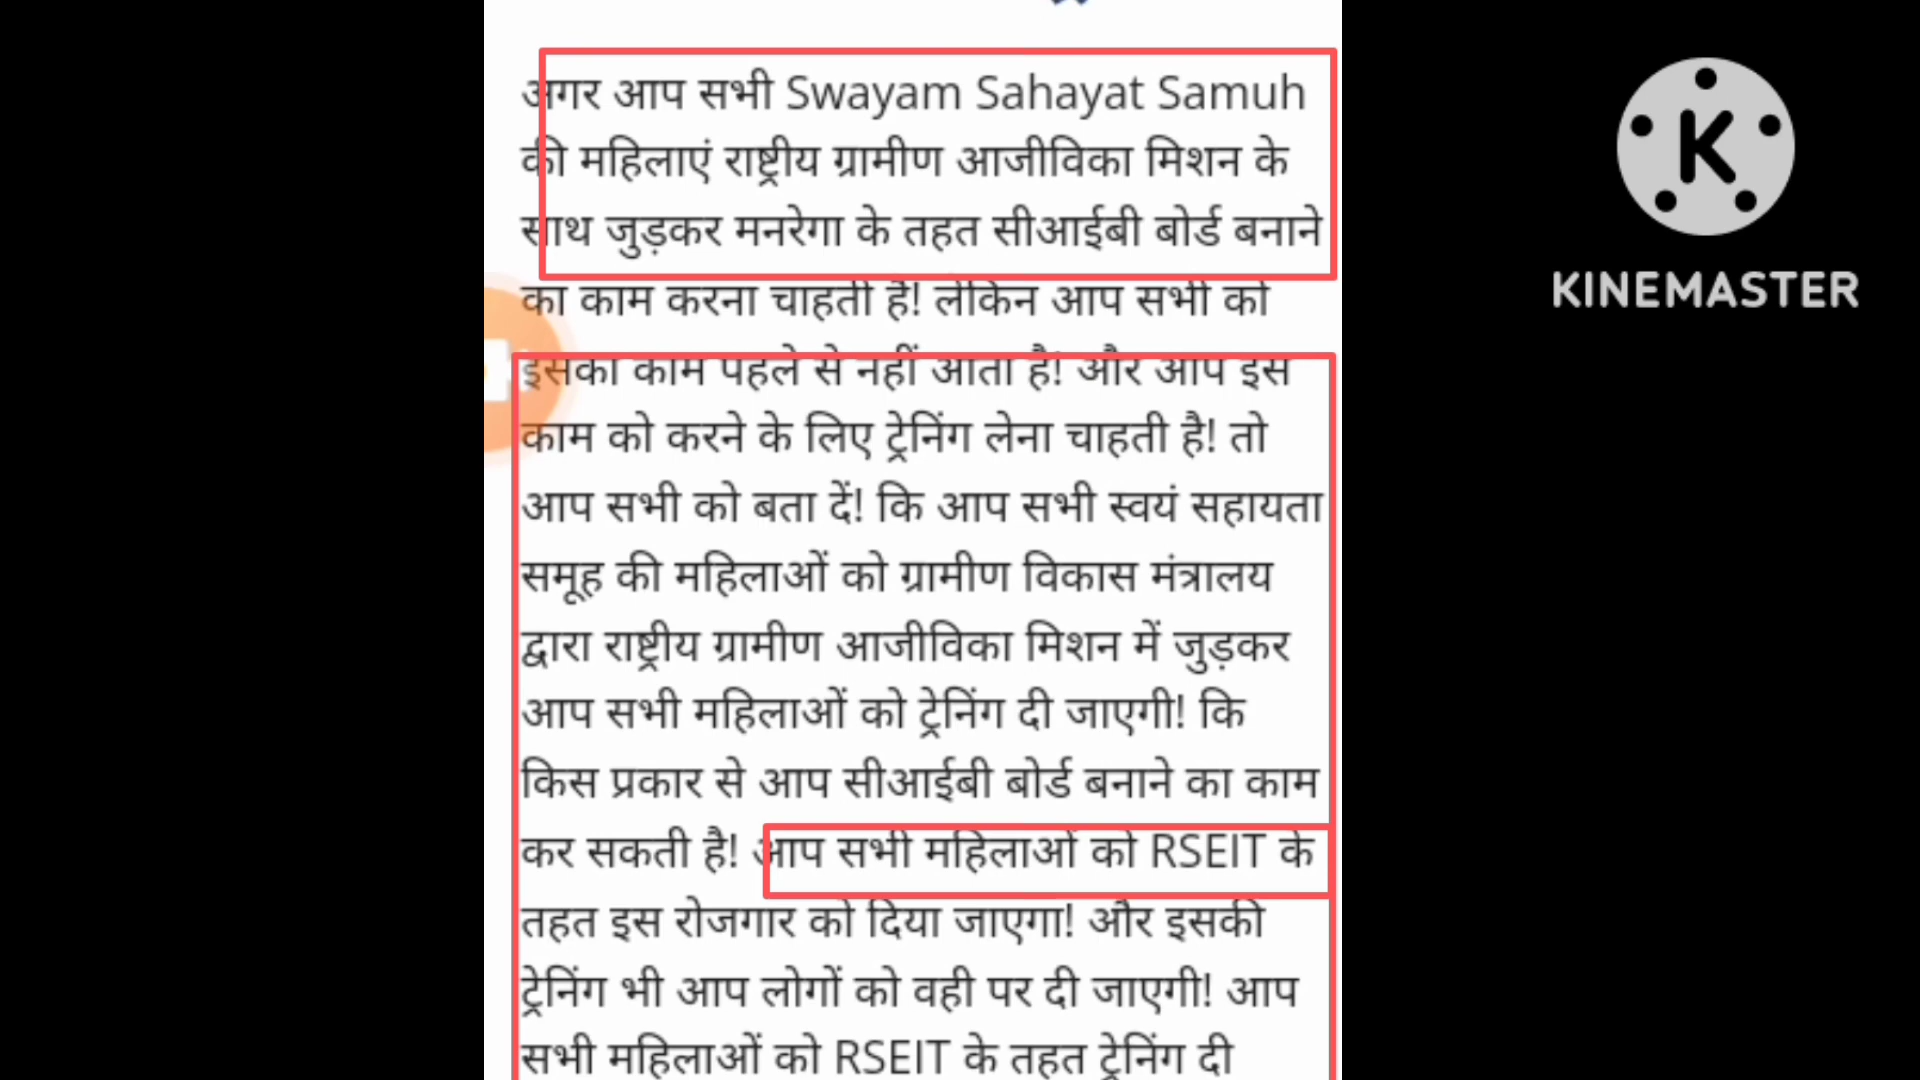 अगर आप सभी Swayam Sahayat Samuh
की महिलाएं राष्ट्रीय ग्रामीण आजीविका मिशन के
साथ जुड़कर मनरेगा के तहत सीआईबी बोर्ड बनाने
का काम करना चाहती है! लेकिन आप सभी को
इसका काम पहले से नहीं आता है! और आप इस
काम को करने के लिए ट्रेनिंग लेना चाहती है! तो
आप सभी को बता दें! कि आप सभी स्वयं सहायता
समूह की महिलाओं को ग्रामीण विकास मंत्रालय
द्वारा राष्ट्रीय ग्रामीण आजीविका मिशन में जुड़कर
आप सभी महिलाओं को ट्रेनिंग दी जाएगी! कि
किस प्रकार से आप सीआईबी बोर्ड बनाने का काम
कर सकती है! आप सभी महिलाओं को RSEIT के
तहत इस रोजगार को दिया जाएगा! और इसकी
ट्रेनिंग भी आप लोगों को वही पर दी जाएगी! आप
सभी महिलाओं को RSEIT के तहत ट्रेनिंग दी
K
KINEMASTER